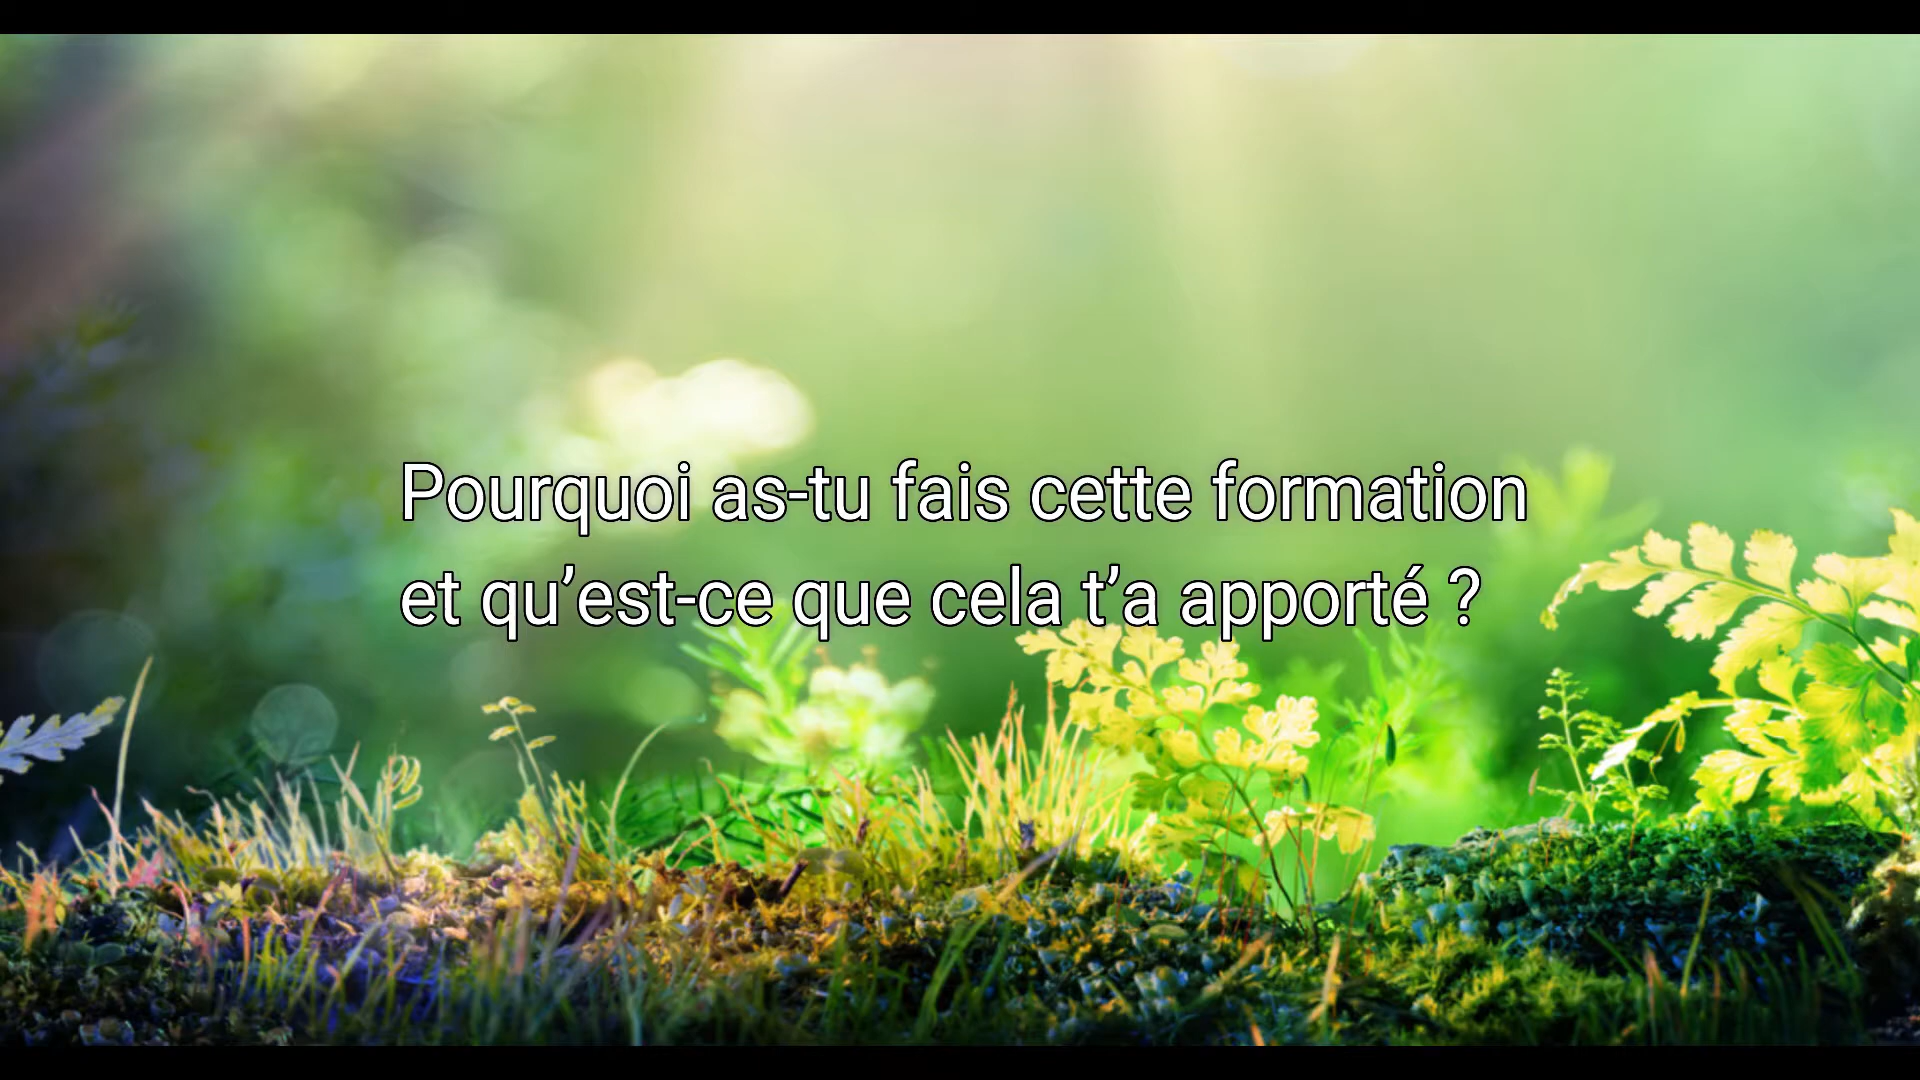 Pourquoi as-tu fais cette formation
et qu’est-ce que cela t’a apporté ?